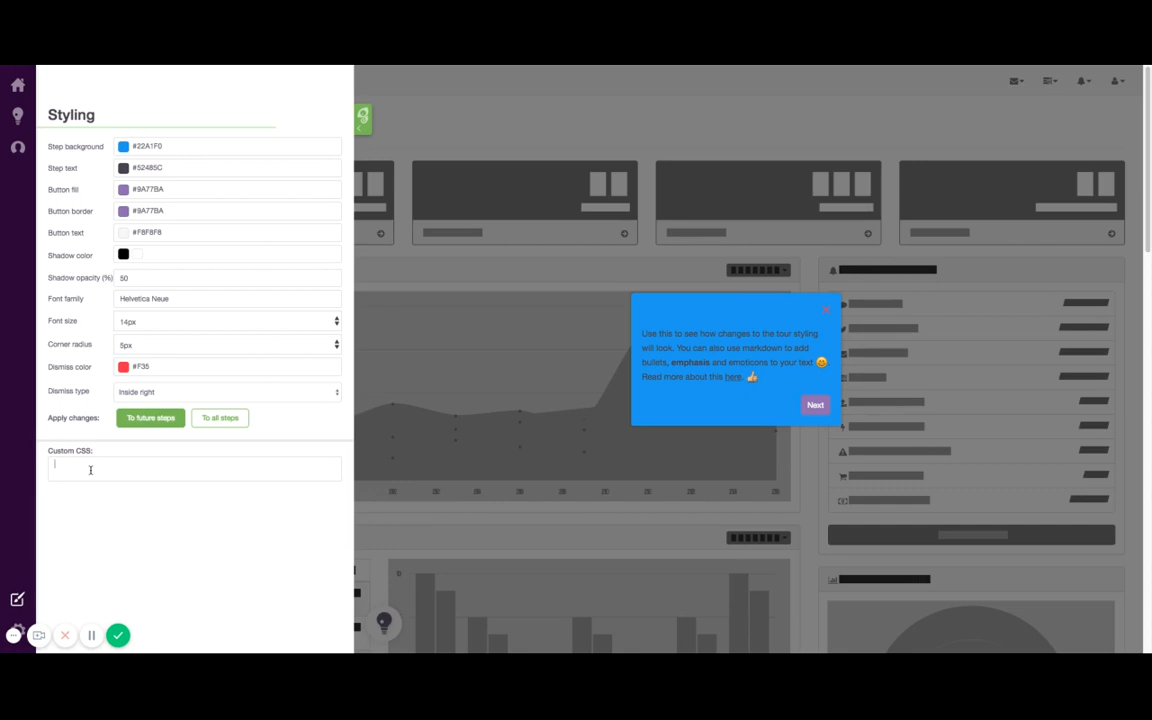 Styling
Step background #22A1F0
Step text #52485C
Button fill #9A77BA
Button border #9A77BA
Button text #F8F8F8
Shadow color
Shadow opacity (%) 50
Font family Helvetica Neue
Font size 14px
Corner radius 5px
Dismiss color #F35
Dismiss type Inside right
Apply changes: To future steps To all steps
Custom CSS:
Use this to see how changes to the tour styling
will look. You can also use markdown to add
bullets, emphasis and emoticons to your text 😀
Read more about this here. 👍
Next